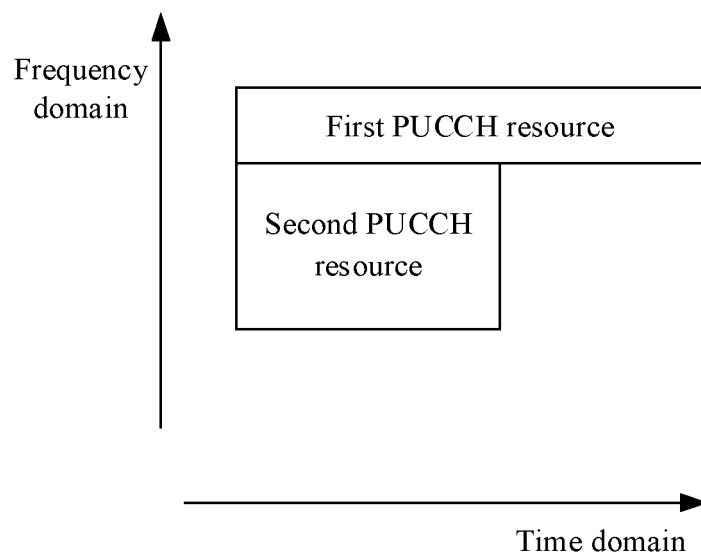 Frequency
domain
First PUCCH resource
Second PUCCH
resource
Time domain